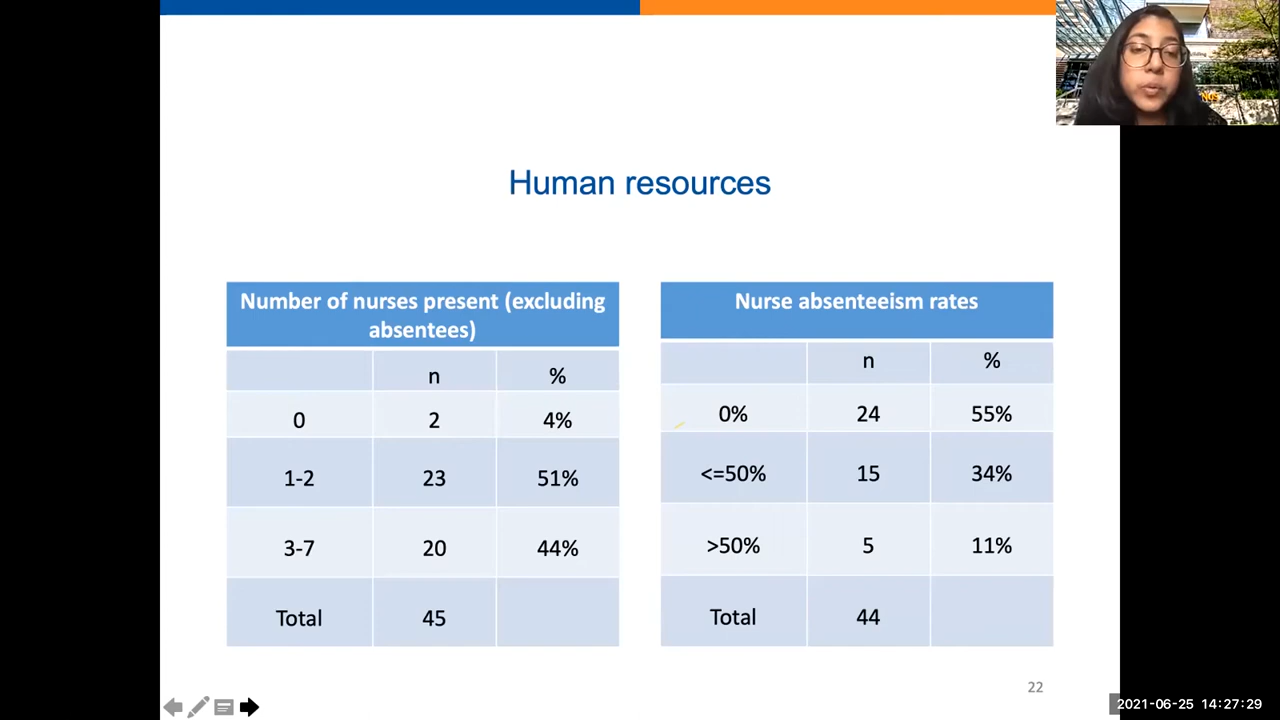 Human resources
Number of nurses present (excluding
absentees)
n %
0 2 4%
1-2 23 51%
3-7 20 44%
Total 45
Nurse absenteeism rates
n %
0% 24 55%
<=50% 15 34%
>50% 5 11%
Total 44
22
2021-06-25 14:27:29